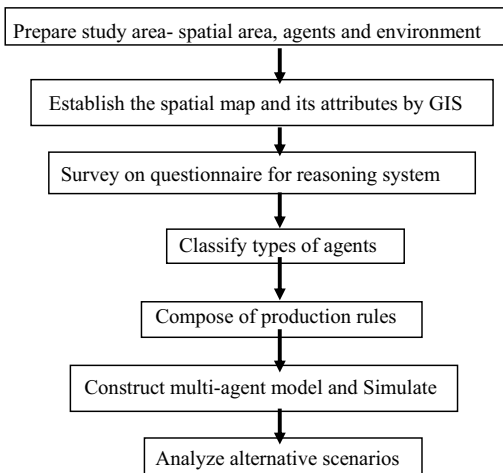 Prepare study area- spatial area, agents and environment
Establish the spatial map and its attributes by GIS
Survey on questionnaire for reasoning system
Classify types of agents
Compose of production rules
Construct multi-agent model and Simulate
Analyze alternative scenarios